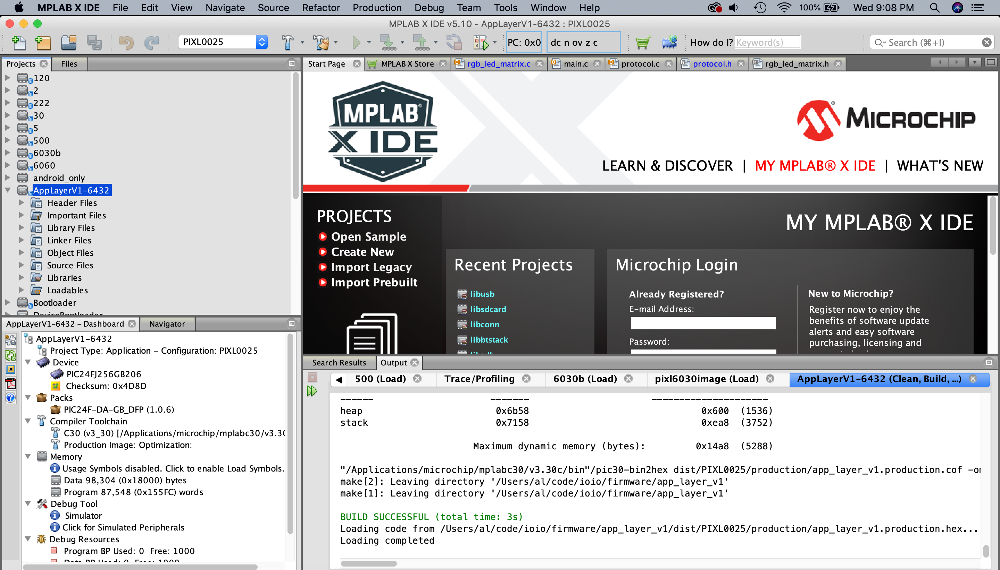 MPLAB X IDE File Edit View Navigate Source Refactor Production Debug Team Tools Window Help 100% Wed 9:08 PM
MPLAB X IDE v5.10 - AppLayerV1-6432 : PIXL0025
PIXL0025 PC: 0x0 dc n ov z c How do I? Keyword(s) Search (⌘+I)
Projects Files
120
2
222
30
5
500
6030b
6060
android_only
AppLayerV1-6432
Header Files
Important Files
Library Files
Linker Files
Object Files
Source Files
Libraries
Loadables
Bootloader
DeviceBootloader
AppLayerV1-6432 - Dashboard Navigator
AppLayerV1-6432
Project Type: Application - Configuration: PIXL0025
Device
PIC24FJ256GB206
Checksum: 0x4D8D
Packs
PIC24F-DA-GB_DFP (1.0.6)
Compiler Toolchain
C30 (v3_30) [/Applications/microchip/mplabc30/v3.30
Production Image: Optimization:
Memory
Usage Symbols disabled. Click to enable Load Symbols.
Data 98,304 (0x18000) bytes
Program 87,548 (0x155FC) words
Debug Tool
Simulator
Click for Simulated Peripherals
Debug Resources
Program BP Used: 0 Free: 1000
Data BP Used: 0 Free: 1000
Start Page MPLAB X Store rgb_led_matrix.c main.c protocol.c protocol.h rgb_led_matrix.h
MPLAB®
X IDE
MICROCHIP
LEARN & DISCOVER | MY MPLAB® X IDE | WHAT'S NEW
PROJECTS
Open Sample
Create New
Import Legacy
Import Prebuilt
MY MPLAB® X IDE
Recent Projects
libusb
libsdcard
libconn
libbtstack
Microchip Login
Already Registered?
E-mail Address:
Password:
New to Microchip?
Register now to enjoy the
benefits of software update
alerts and easy software
purchasing, licensing and
Search Results Output
500 (Load) Trace/Profiling 6030b (Load) pixl6030image (Load) AppLayerV1-6432 (Clean, Build, ...)
------ ------- ---------------------
heap 0x6b58 0x600 (1536)
stack 0x7158 0xea8 (3752)
Maximum dynamic memory (bytes): 0x14a8 (5288)
"/Applications/microchip/mplabc30/v3.30c/bin"/pic30-bin2hex dist/PIXL0025/production/app_layer_v1.production.cof -om
make[2]: Leaving directory '/Users/al/code/ioio/firmware/app_layer_v1'
make[1]: Leaving directory '/Users/al/code/ioio/firmware/app_layer_v1'
BUILD SUCCESSFUL (total time: 3s)
Loading code from /Users/al/code/ioio/firmware/app_layer_v1/dist/PIXL0025/production/app_layer_v1.production.hex...
Loading completed